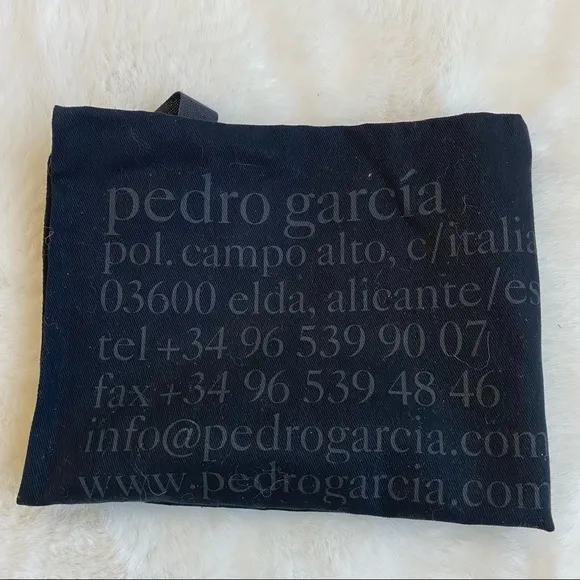 pedro garcía
pol. campo alto, c/italia
03600 elda, alicante/es
tel +34 96 539 90 07
fax +34 96 539 48 46
info@pedrogarcia.com
www.pedrogarcia.com